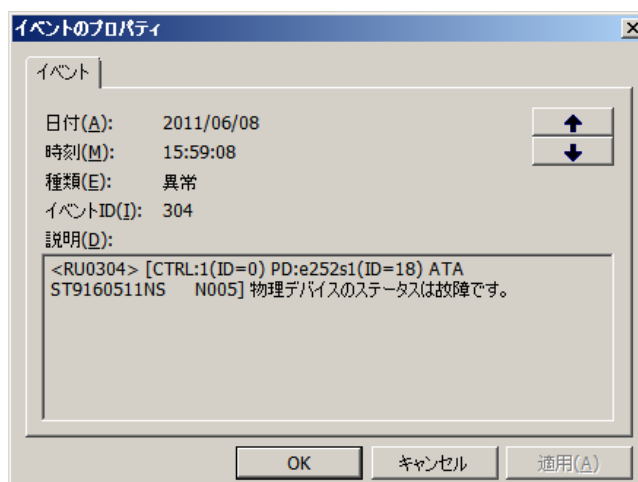 イベントのプロパティ
イベント
日付(A): 2011/06/08
時刻(M): 15:59:08
種類(E): 異常
イベントID(I): 304
説明(D):
<RU0304> [CTRL:1(ID=0) PD:e252s1(ID=18) ATA
ST9160511NS N005] 物理デバイスのステータスは故障です。
OK キャンセル 適用(A)